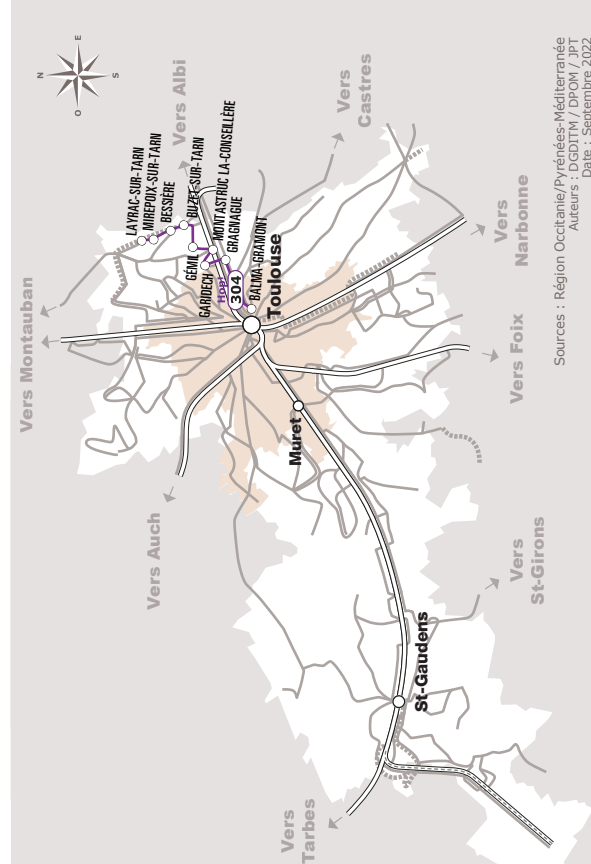 N
E
S
O
Vers Montauban
Vers Albi
Vers
Castres
LAYRAC-SUR-TARN
MIREPOIX-SUR-TARN
BESSIÈRE
BUZET-SUR-TARN
GÉMIL
MONTASTRUC LA-CONSEILLÈRE
GARIDECH
GRAGNAGUE
Hop!
304
BALMA-GRAMONT
Toulouse
Vers
Narbonne
Vers Foix
Muret
Vers Auch
Vers
St-Girons
St-Gaudens
Vers
Tarbes
Sources : Région Occitanie/Pyrénées-Méditerranée
Auteurs : DGDITM / DPOM / JPT
Date : Septembre 2022